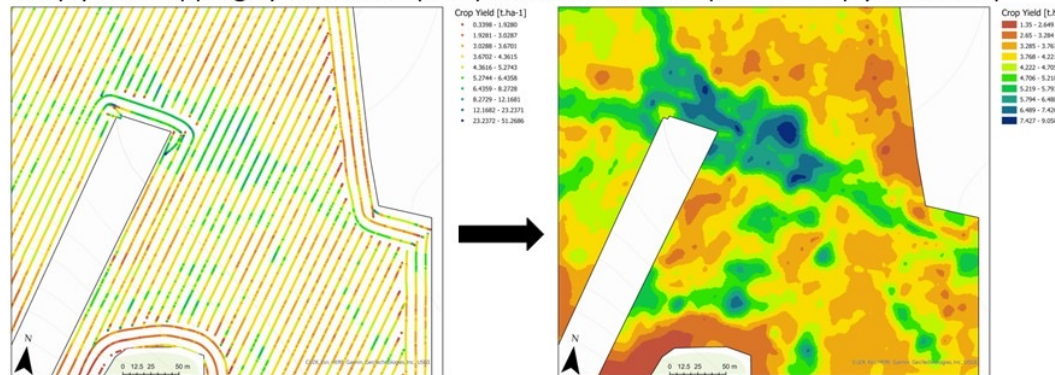 Crop Yield [t.ha-1]
0.3398 - 1.9280
1.9281 - 3.0287
3.0288 - 3.6701
3.6702 - 4.3615
4.3616 - 5.2743
5.2744 - 6.4358
6.4359 - 8.2728
8.2729 - 12.1681
12.1682 - 23.2371
23.2372 - 51.2686
N
0 12.5 25 50 m
Crop Yield [t.h
1.35 - 2.649
2.65 - 3.284
3.285 - 3.76
3.768 - 4.22
4.222 - 4.70
4.706 - 5.21
5.219 - 5.79
5.794 - 6.48
6.489 - 7.42
7.427 - 9.05
N
0 12.5 25 50 m